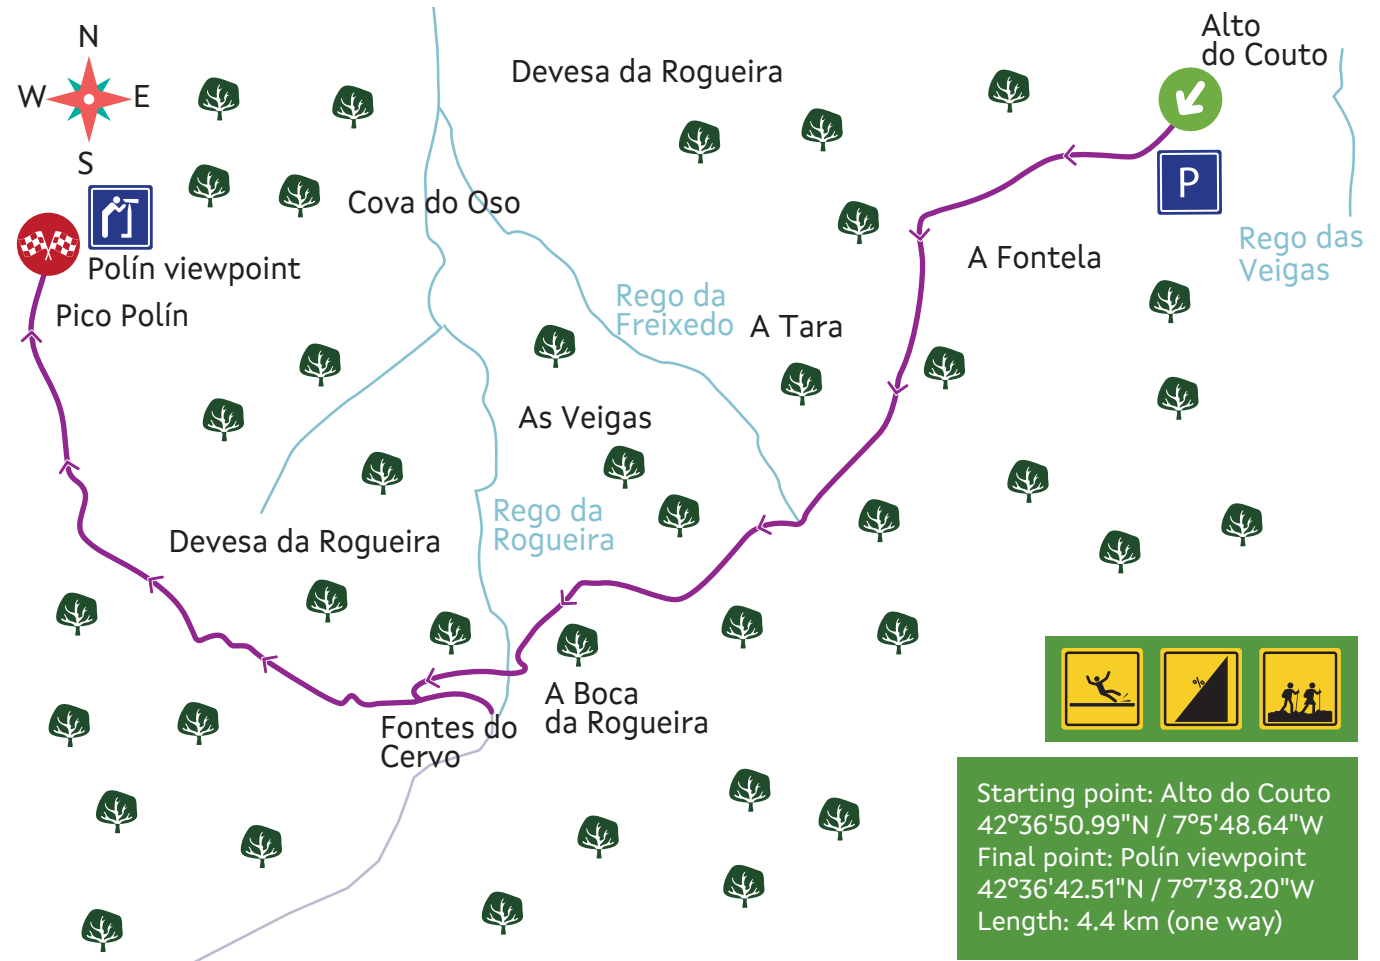 N
W
E
S
Alto
do Couto
Devesa da Rogueira
P
Cova do Oso
A Fontela
Rego das
Veigas
Polín viewpoint
Pico Polín
Rego da
Freixedo
A Tara
As Veigas
Rego da
Rogueira
Devesa da Rogueira
A Boca
da Rogueira
Fontes do
Cervo
%
Starting point: Alto do Couto
42°36'50.99"N / 7°5'48.64"W
Final point: Polín viewpoint
42°36'42.51"N / 7°7'38.20"W
Length: 4.4 km (one way)